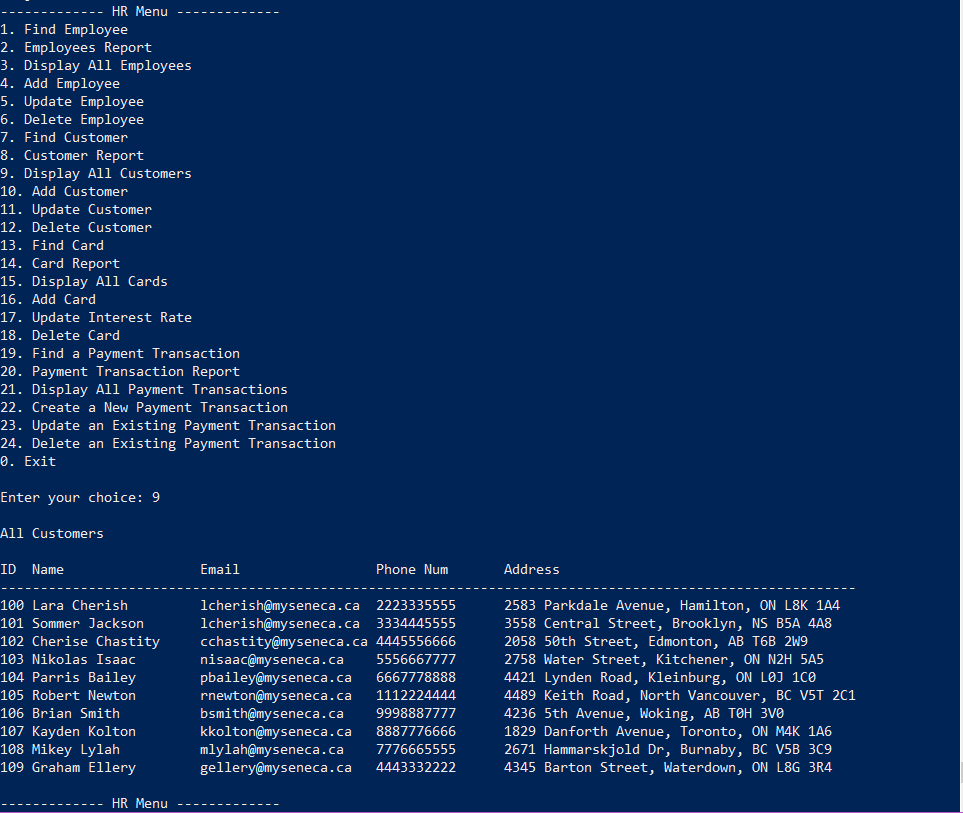 ------------- HR Menu -------------
1. Find Employee
2. Employees Report
3. Display All Employees
4. Add Employee
5. Update Employee
6. Delete Employee
7. Find Customer
8. Customer Report
9. Display All Customers
10. Add Customer
11. Update Customer
12. Delete Customer
13. Find Card
14. Card Report
15. Display All Cards
16. Add Card
17. Update Interest Rate
18. Delete Card
19. Find a Payment Transaction
20. Payment Transaction Report
21. Display All Payment Transactions
22. Create a New Payment Transaction
23. Update an Existing Payment Transaction
24. Delete an Existing Payment Transaction
0. Exit
Enter your choice: 9
All Customers
ID  Name                 Email                 Phone Num       Address
-----------------------------------------------------------------------------------------------------------
100 Lara Cherish         lcherish@myseneca.ca  2223335555      2583 Parkdale Avenue, Hamilton, ON L8K 1A4
101 Sommer Jackson       lcherish@myseneca.ca  3334445555      3558 Central Street, Brooklyn, NS B5A 4A8
102 Cherise Chastity     cchastity@myseneca.ca 4445556666      2058 50th Street, Edmonton, AB T6B 2W9
103 Nikolas Isaac        nisaac@myseneca.ca    5556667777      2758 Water Street, Kitchener, ON N2H 5A5
104 Parris Bailey        pbailey@myseneca.ca   6667778888      4421 Lynden Road, Kleinburg, ON L0J 1C0
105 Robert Newton        rnewton@myseneca.ca   1112224444      4489 Keith Road, North Vancouver, BC V5T 2C1
106 Brian Smith          bsmith@myseneca.ca    9998887777      4236 5th Avenue, Woking, AB T0H 3V0
107 Kayden Kolton        kkolton@myseneca.ca   8887776666      1829 Danforth Avenue, Toronto, ON M4K 1A6
108 Mikey Lylah          mlylah@myseneca.ca    7776665555      2671 Hammarskjold Dr, Burnaby, BC V5B 3C9
109 Graham Ellery        gellery@myseneca.ca   4443332222      4345 Barton Street, Waterdown, ON L8G 3R4
------------- HR Menu -------------